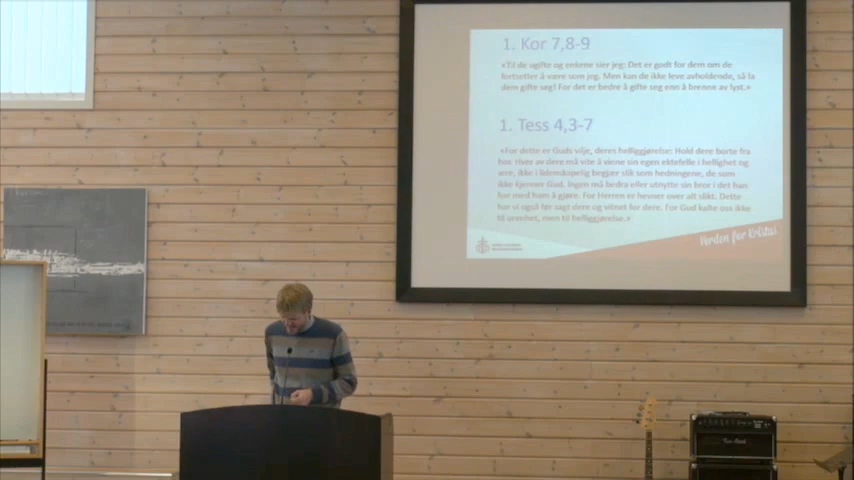 1. Kor 7,8-9
«Til de ugifte og enkene sier jeg: Det er godt for dem om de
fortsetter å være som jeg. Men kan de ikke leve avholdende, så la
dem gifte seg! For det er bedre å gifte seg enn å brenne av lyst.»
1. Tess 4,3-7
«For dette er Guds vilje, deres helliggjørelse: Hold dere borte fra
hor. Hver av dere må vite å vinne sin egen ektefelle i hellighet og
ære, ikke i lidenskapelig begjær slik som hedningene, de som
ikke kjenner Gud. Ingen må bedra eller utnytte sin bror i det han
har med ham å gjøre. For Herren er hevner over alt slikt. Dette
har vi også før sagt dere og vitnet for dere. For Gud kalte oss ikke
til urenhet, men til helliggjørelse.»
Verden for Kristus